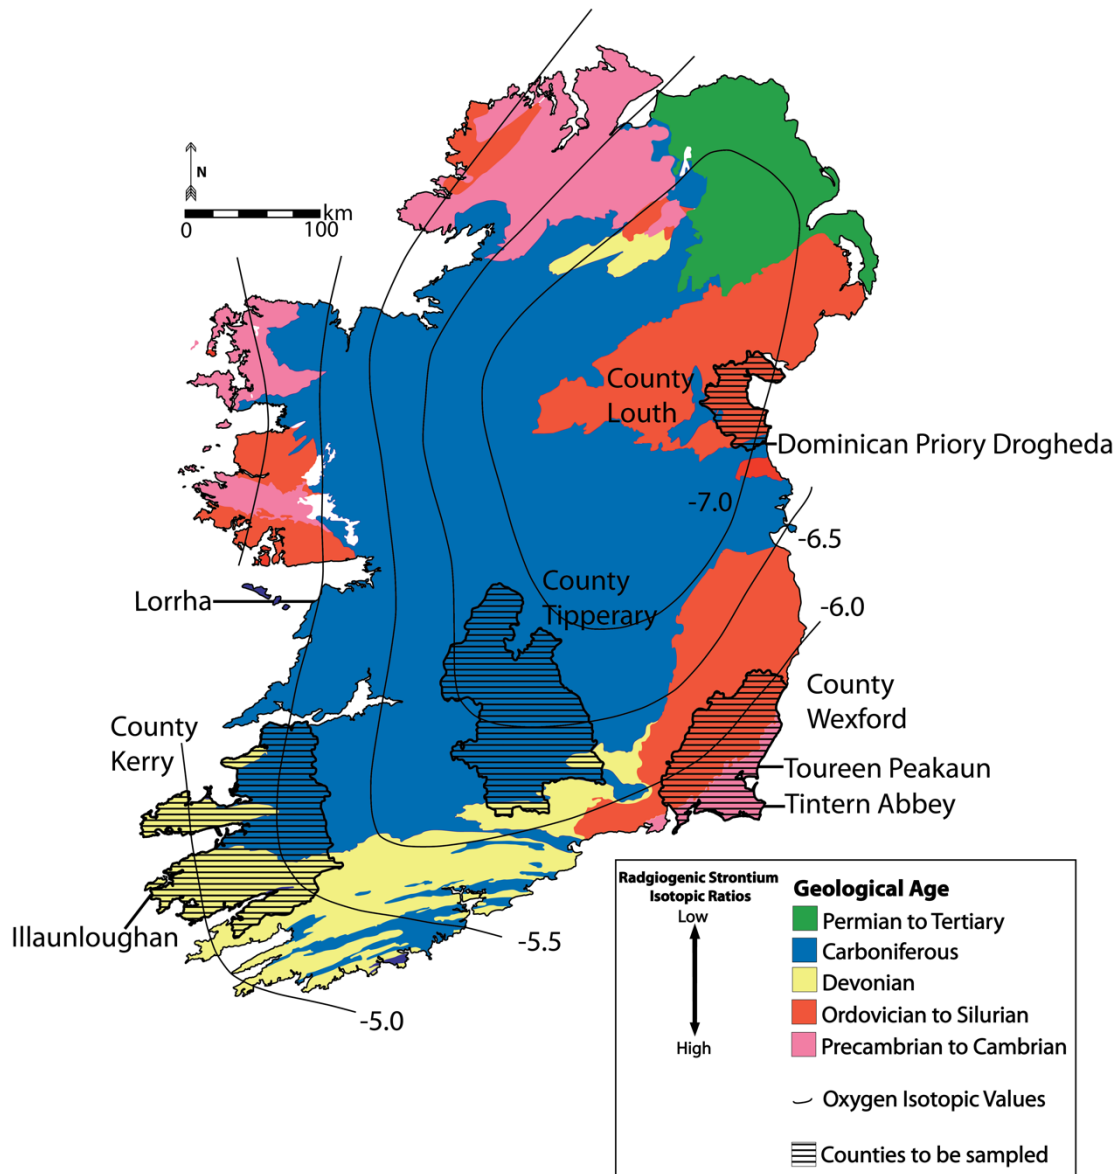 N
km
0
100
County
Louth
Dominican Priory Drogheda
-7.0
-6.5
County
Tipperary
Lorrha
-6.0
County
Wexford
County
Kerry
Toureen Peakaun
Tintern Abbey
Illaunloughan
-5.5
-5.0
Radgiogenic Strontium
Isotopic Ratios
Low
High
Geological Age
Permian to Tertiary
Carboniferous
Devonian
Ordovician to Silurian
Precambrian to Cambrian
Oxygen Isotopic Values
Counties to be sampled